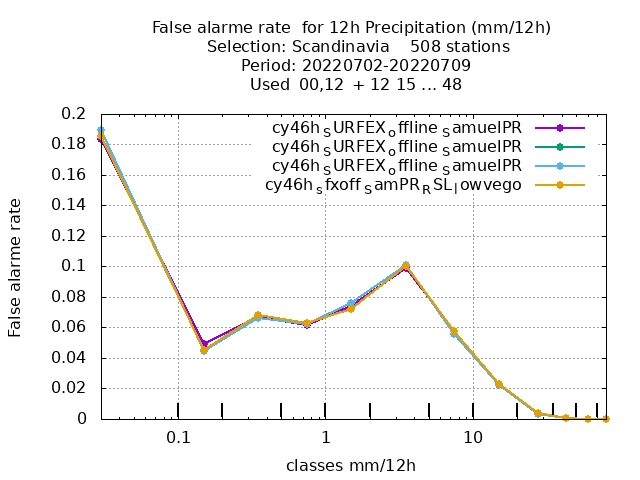 False alarme rate  for 12h Precipitation (mm/12h)
Selection: Scandinavia    508 stations
Period: 20220702-20220709
Used  00,12  + 12 15 ... 48
cy46h_SURFEX_offline_SamuelPR
cy46h_SURFEX_offline_SamuelPR
cy46h_SURFEX_offline_SamuelPR
cy46h_sfxoff_SamPR_RSL_lowvego
False alarme rate
0.2
0.18
0.16
0.14
0.12
0.1
0.08
0.06
0.04
0.02
0
0.1 1 10
classes mm/12h